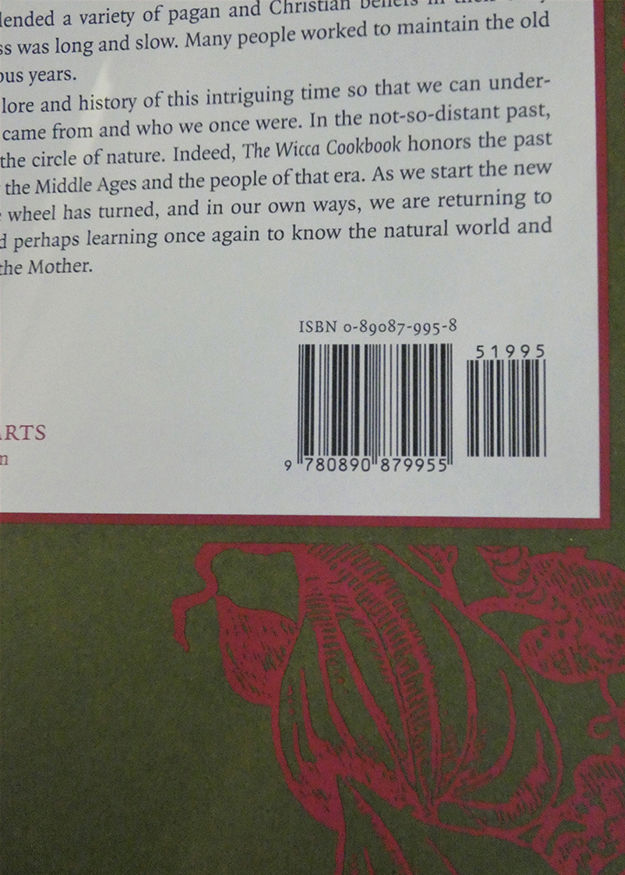 lended a variety of pagan and Christian beliefs in their
ss was long and slow. Many people worked to maintain the old
ous years.
lore and history of this intriguing time so that we can under-
came from and who we once were. In the not-so-distant past,
the circle of nature. Indeed, The Wicca Cookbook honors the past
the Middle Ages and the people of that era. As we start the new
wheel has turned, and in our own ways, we are returning to
d perhaps learning once again to know the natural world and
the Mother.
ISBN 0-89087-995-8
51995
9 780890 879955
ARTS
n